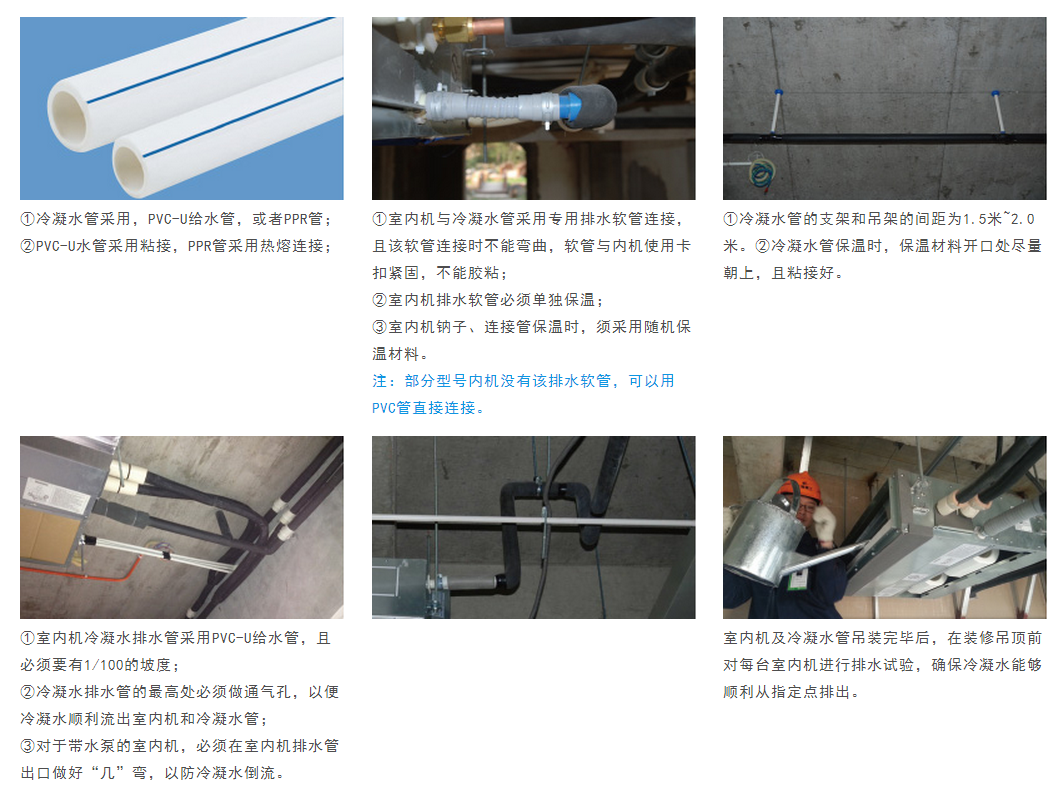 ①冷凝水管采用，PVC-U给水管，或者PPR管；
②PVC-U水管采用粘接，PPR管采用热熔连接；
①室内机与冷凝水管采用专用排水软管连接，
且该软管连接时不能弯曲，软管与内机使用卡
扣紧固，不能胶粘；
②室内机排水软管必须单独保温；
③室内机钠子、连接管保温时，须采用随机保
温材料。
注：部分型号内机没有该排水软管，可以用
PVC管直接连接。
①冷凝水管的支架和吊架的间距为1.5米~2.0
米。②冷凝水管保温时，保温材料开口处尽量
朝上，且粘接好。
①室内机冷凝水排水管采用PVC-U给水管，且
必须要有1/100的坡度；
②冷凝水排水管的最高处必须做通气孔，以便
冷凝水顺利流出室内机和冷凝水管；
③对于带水泵的室内机，必须在室内机排水管
出口做好“几”弯，以防冷凝水倒流。
室内机及冷凝水管吊装完毕后，在装修吊顶前
对每台室内机进行排水试验，确保冷凝水能够
顺利从指定点排出。